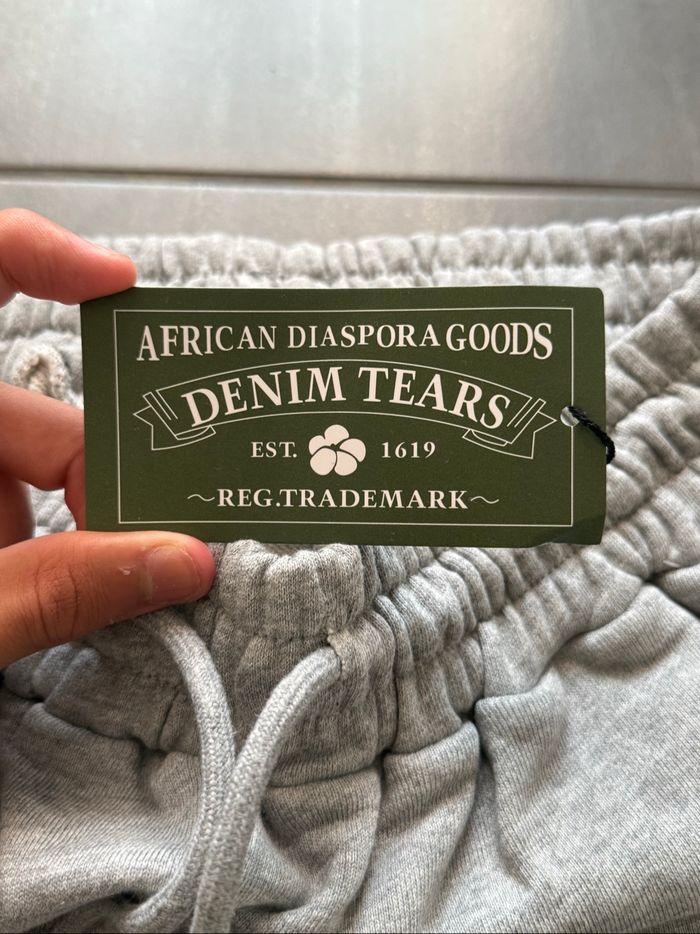 AFRICAN DIASPORA GOODS
DENIM TEARS
EST. 1619
~REG.TRADEMARK~